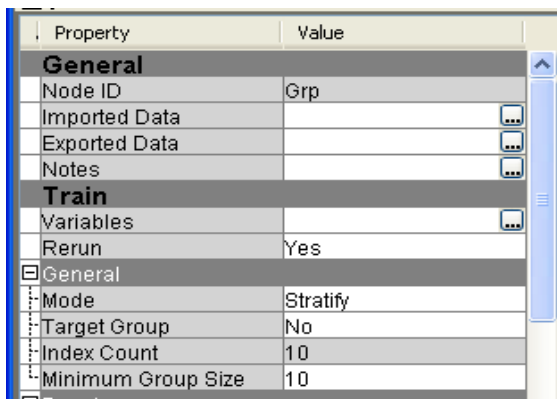 Property Value
General
Node ID Grp
Imported Data ...
Exported Data ...
Notes ...
Train
Variables ...
Rerun Yes
General
Mode Stratify
Target Group No
Index Count 10
Minimum Group Size 10